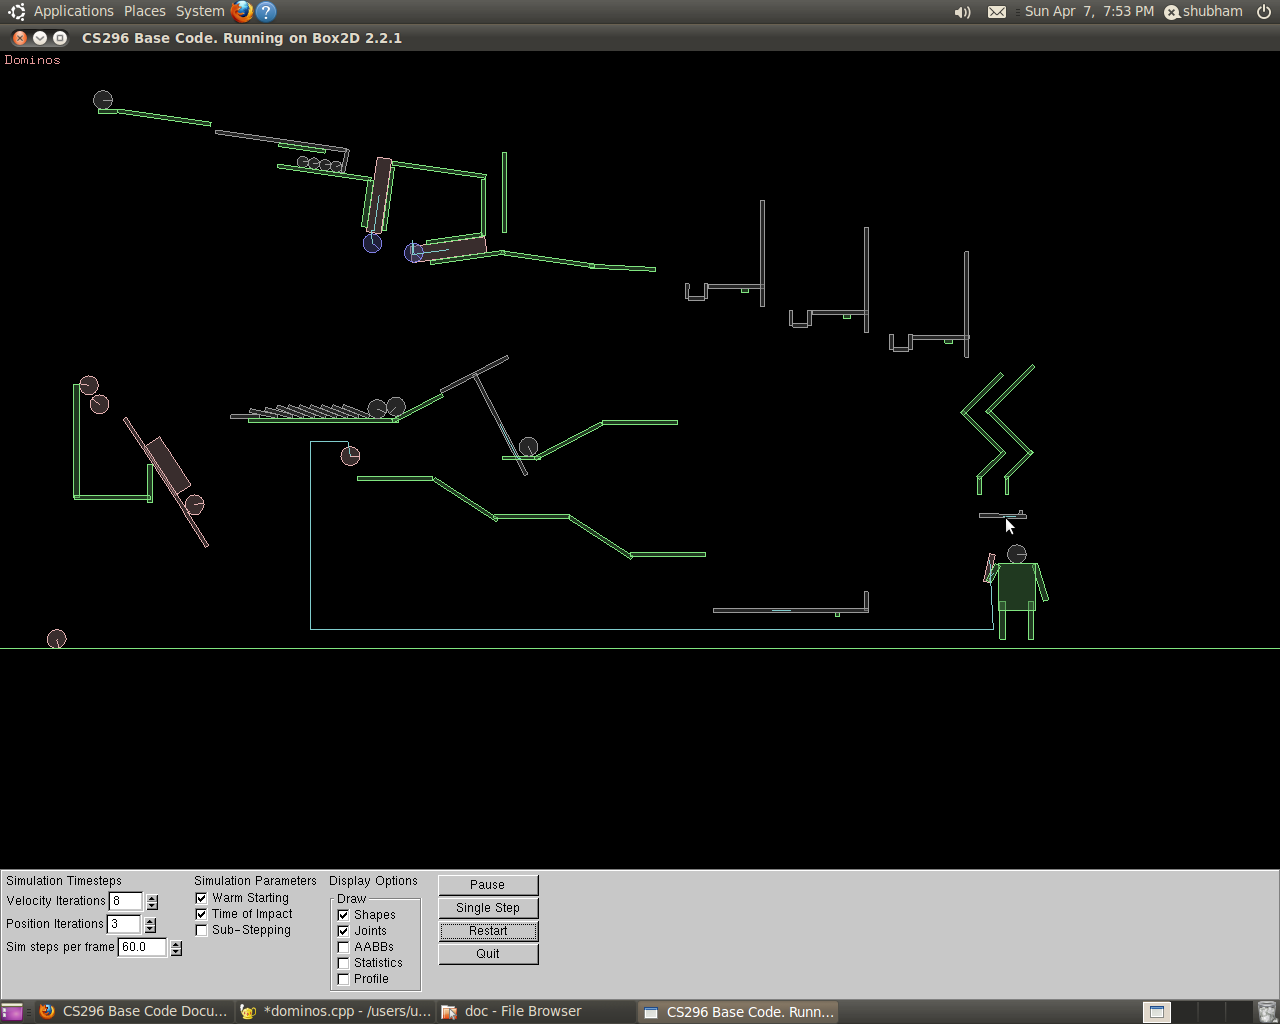 Applications Places System ? Sun Apr 7, 7:53 PM shubham
CS296 Base Code. Running on Box2D 2.2.1
Dominos
Simulation Timesteps
Velocity Iterations 8
Position Iterations 3
Sim steps per frame 60.0
Simulation Parameters
Warm Starting
Time of Impact
Sub-Stepping
Display Options
Draw
Shapes
Joints
AABBs
Statistics
Profile
Pause
Single Step
Restart
Quit
CS296 Base Code Docu... *dominos.cpp - /users/u... doc - File Browser CS296 Base Code. Runn...